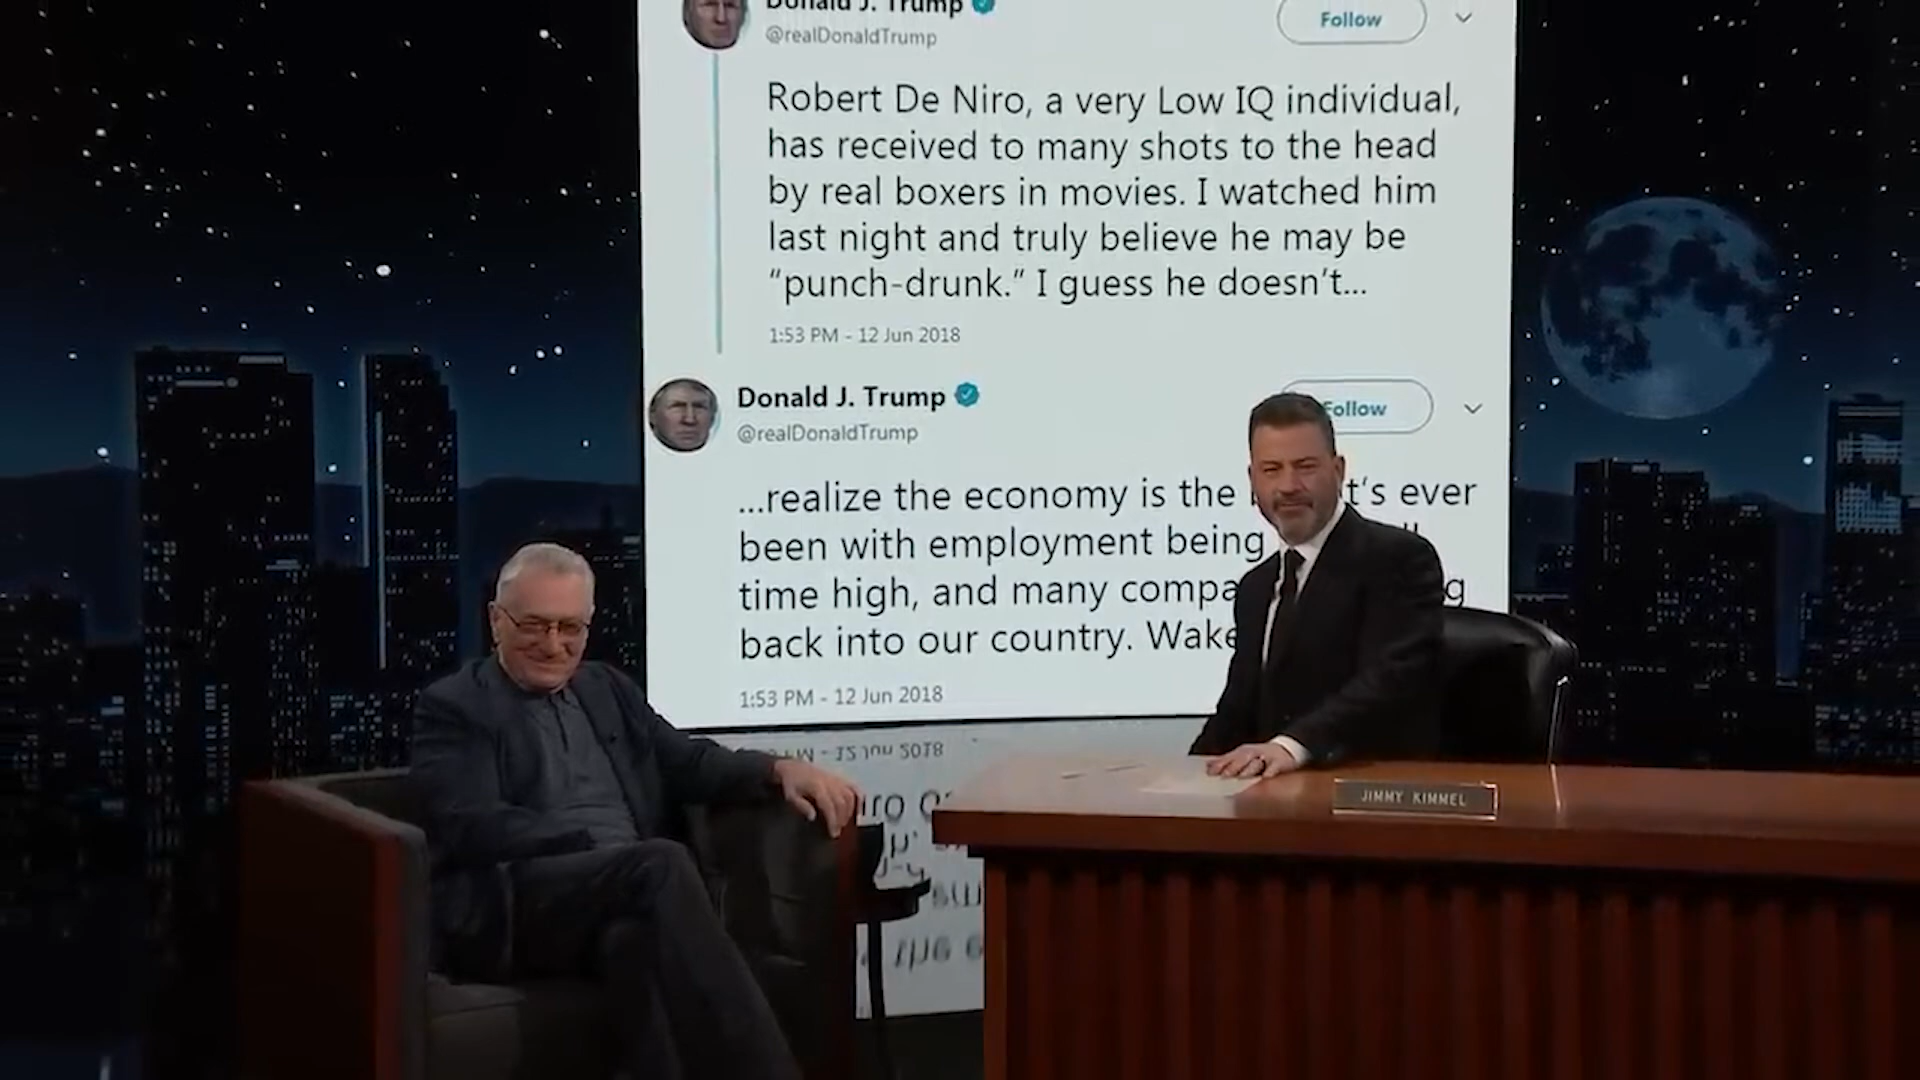 Donald J. Trump
@realDonaldTrump
Follow
Robert De Niro, a very Low IQ individual,
has received to many shots to the head
by real boxers in movies. I watched him
last night and truly believe he may be
“punch-drunk.” I guess he doesn’t...
1:53 PM - 12 Jun 2018
Donald J. Trump
@realDonaldTrump
Follow
...realize the economy is the t‘s ever
been with employment being
time high, and many
back into our country. Wake
1:53 PM - 12 Jun 2018
JIMMY KIMMEL